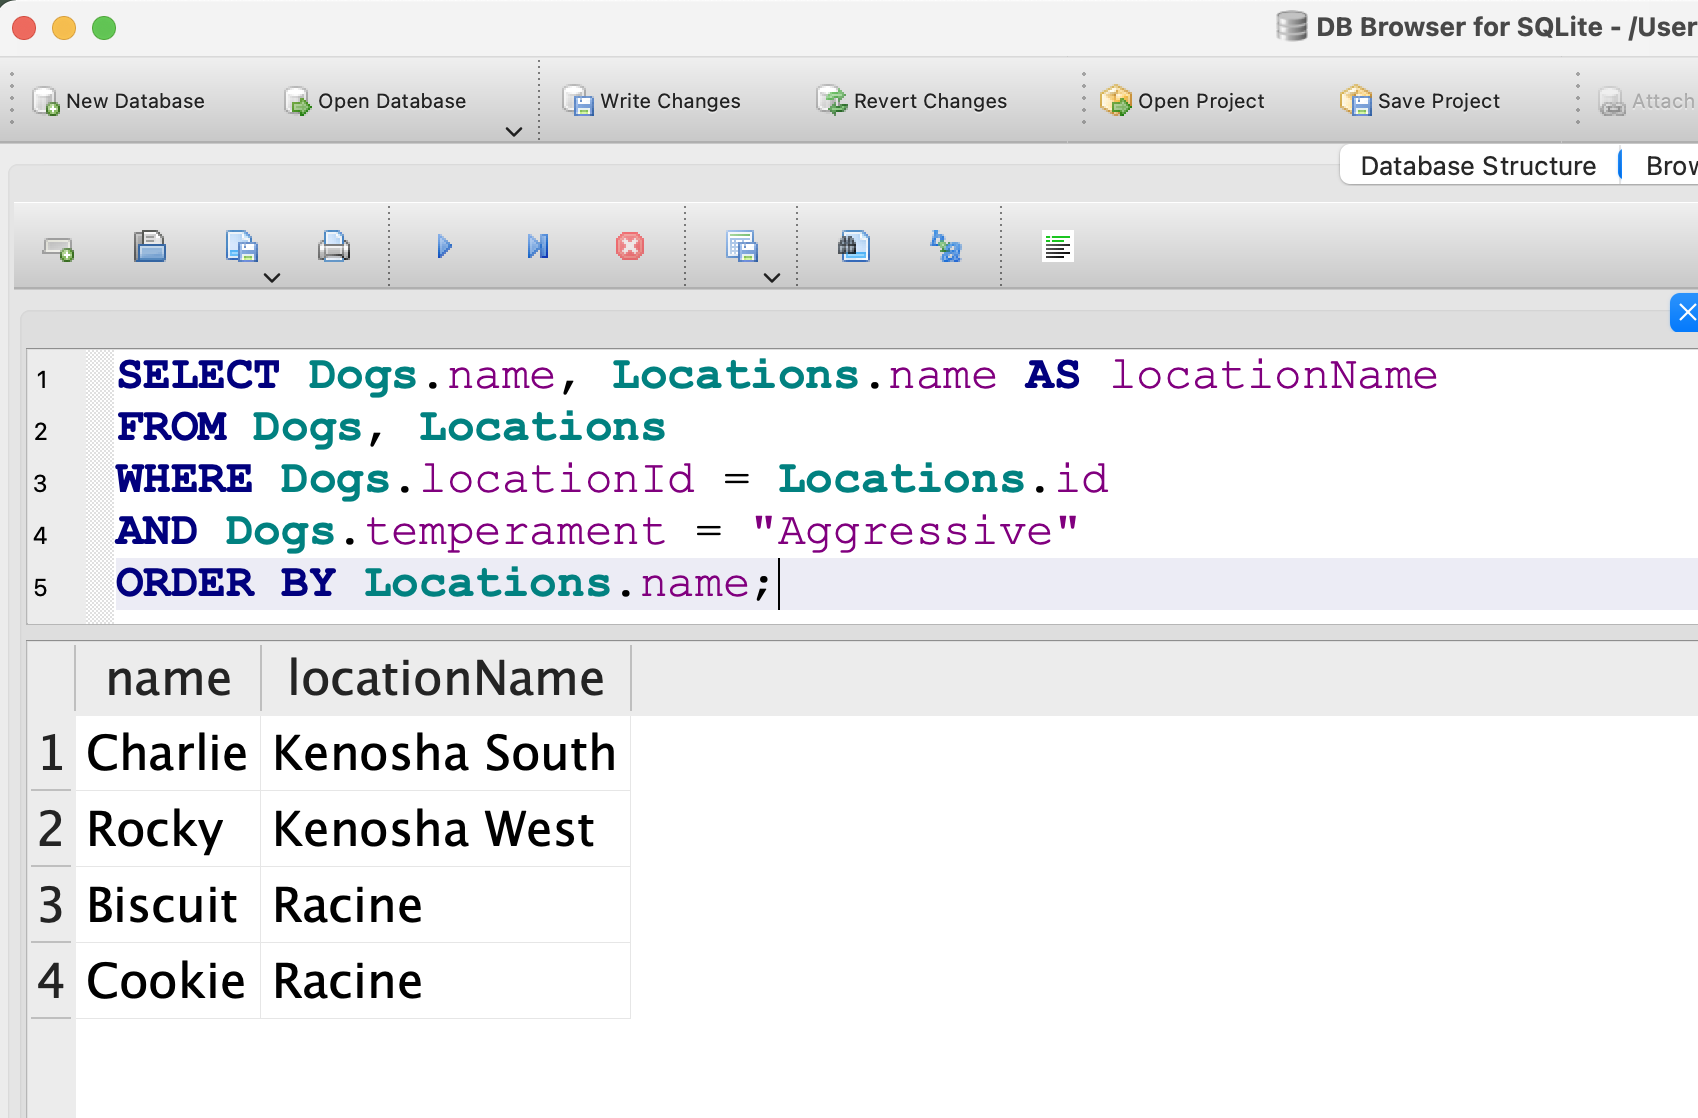 DB Browser for SQLite - /User
New Database Open Database Write Changes Revert Changes Open Project Save Project Attach
Database Structure Brow
1 SELECT Dogs.name, Locations.name AS locationName
2 FROM Dogs, Locations
3 WHERE Dogs.locationId = Locations.id
4 AND Dogs.temperament = "Aggressive"
5 ORDER BY Locations.name;
name locationName
1 Charlie Kenosha South
2 Rocky Kenosha West
3 Biscuit Racine
4 Cookie Racine